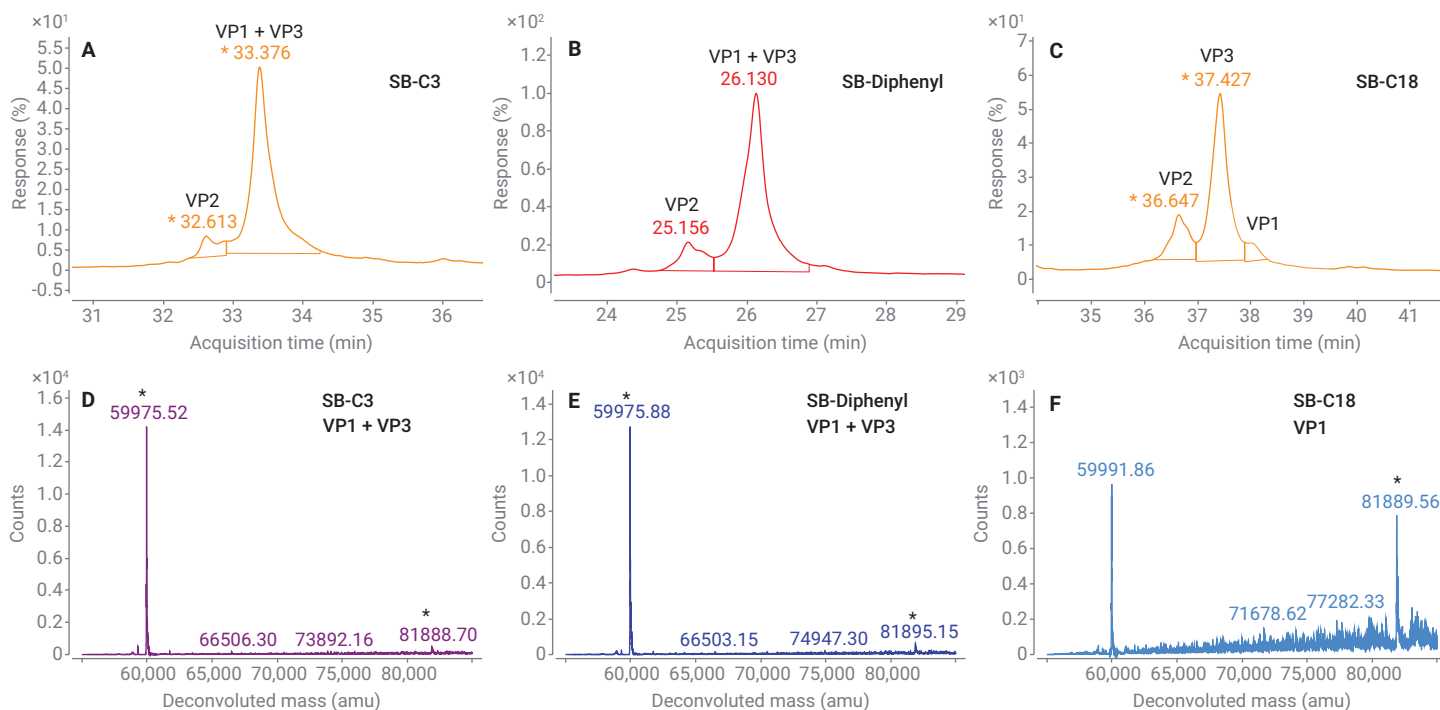 ×10¹
A
SB-C3
VP1 + VP3
* 33.376
VP2
* 32.613
Response (%)
5.5
5.0
4.5
4.0
3.5
3.0
2.5
2.0
1.5
1.0
0.5
0
-0.5
31 32 33 34 35 36
Acquisition time (min)
×10²
B
SB-Diphenyl
VP1 + VP3
26.130
VP2
25.156
Response (%)
1.2
1.0
0.8
0.6
0.4
0.2
0
24 25 26 27 28 29
Acquisition time (min)
×10¹
C
SB-C18
VP3
* 37.427
VP2
* 36.647
VP1
Response (%)
7
6
5
4
3
2
1
0
35 36 37 38 39 40 41
Acquisition time (min)
×10⁴
D
SB-C3
VP1 + VP3
*
59975.52
66506.30 73892.16
*
81888.70
Counts
1.6
1.4
1.2
1.0
0.8
0.6
0.4
0.2
0
60,000 65,000 70,000 75,000 80,000
Deconvoluted mass (amu)
×10⁴
E
SB-Diphenyl
VP1 + VP3
*
59975.88
66503.15 74947.30
*
81895.15
Counts
1.4
1.2
1.0
0.8
0.6
0.4
0.2
0
60,000 65,000 70,000 75,000 80,000
Deconvoluted mass (amu)
×10³
F
SB-C18
VP1
59991.86
*
81889.56
71678.62 77282.33
Counts
1.4
1.2
1.0
0.8
0.6
0.4
0.2
0
60,000 65,000 70,000 75,000 80,000
Deconvoluted mass (amu)